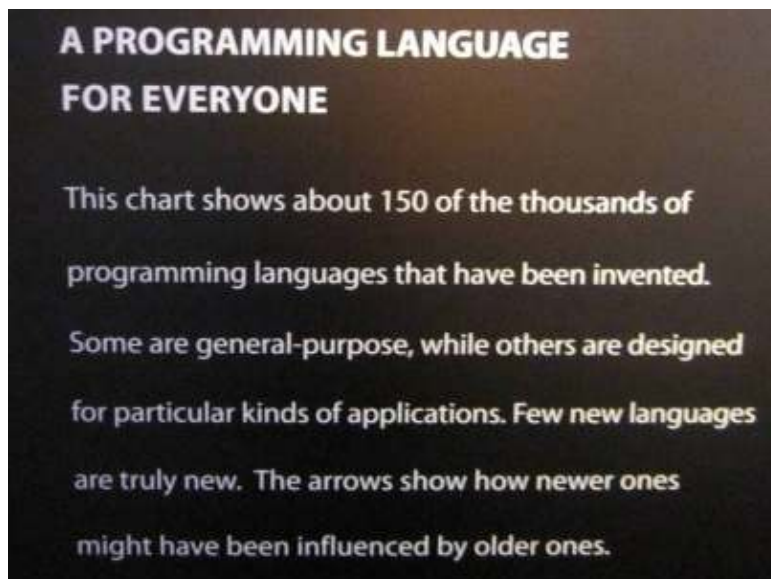 A PROGRAMMING LANGUAGE
FOR EVERYONE
This chart shows about 150 of the thousands of
programming languages that have been invented.
Some are general-purpose, while others are designed
for particular kinds of applications. Few new languages
are truly new. The arrows show how newer ones
might have been influenced by older ones.